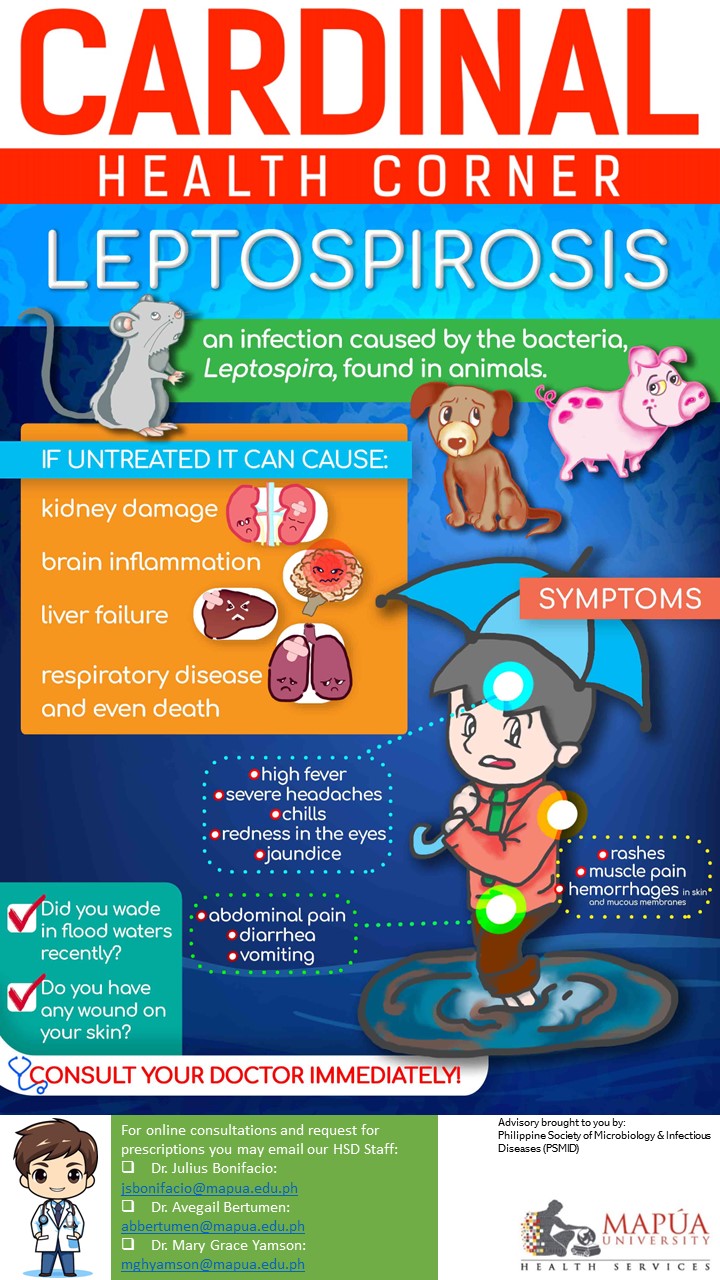 CARDINAL
HEALTH CORNER
LEPTOSPIROSIS
an infection caused by the bacteria,
Leptospira, found in animals.
IF UNTREATED IT CAN CAUSE:
kidney damage
brain inflammation
liver failure
respiratory disease
and even death
SYMPTOMS
high fever
severe headaches
chills
redness in the eyes
jaundice
rashes
muscle pain
hemorrhages in skin
and mucous membranes
abdominal pain
diarrhea
vomiting
Did you wade
in flood waters
recently?
Do you have
any wound on
your skin?
CONSULT YOUR DOCTOR IMMEDIATELY!
For online consultations and request for
prescriptions you may email our HSD Staff:
Dr. Julius Bonifacio:
jsbonifacio@mapua.edu.ph
Dr. Avegail Bertumen:
abbertumen@mapua.edu.ph
Dr. Mary Grace Yamson:
mghyamson@mapua.edu.ph
Advisory brought to you by:
Philippine Society of Microbiology & Infectious
Diseases (PSMID)
MAPÚA
UNIVERSITY
HEALTH SERVICES